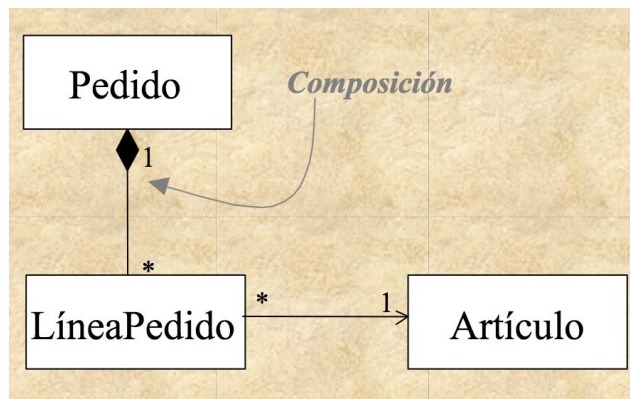 Pedido
Composición
1
*
LíneaPedido
*
1
Artículo